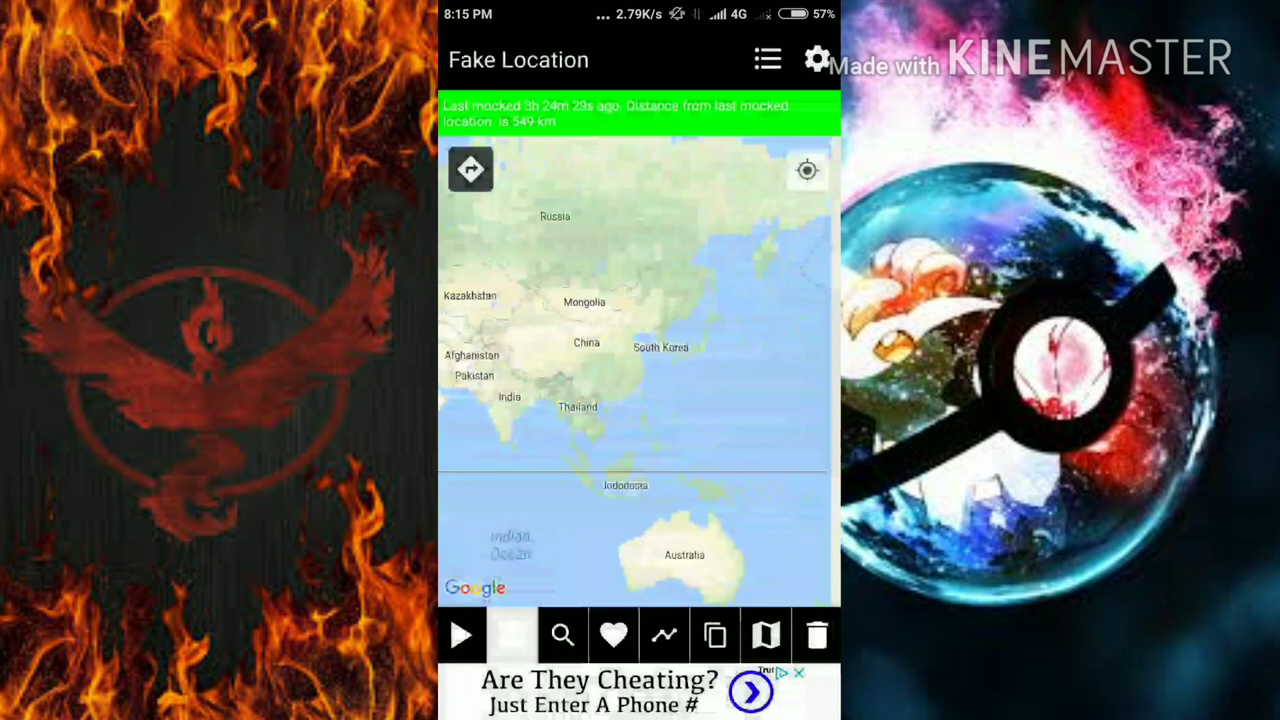 8:15 PM
... 2.79K/s 4G 57%
Fake Location
Made with KINEMASTER
Last mocked 3h 24m 29s ago. Distance from last mocked
location is 549 km
Russia
Kazakhstan
Mongolia
China
South Korea
Afghanistan
Pakistan
India
Thailand
Indonesia
Indian
Ocean
Australia
Google
Are They Cheating?
Just Enter A Phone #